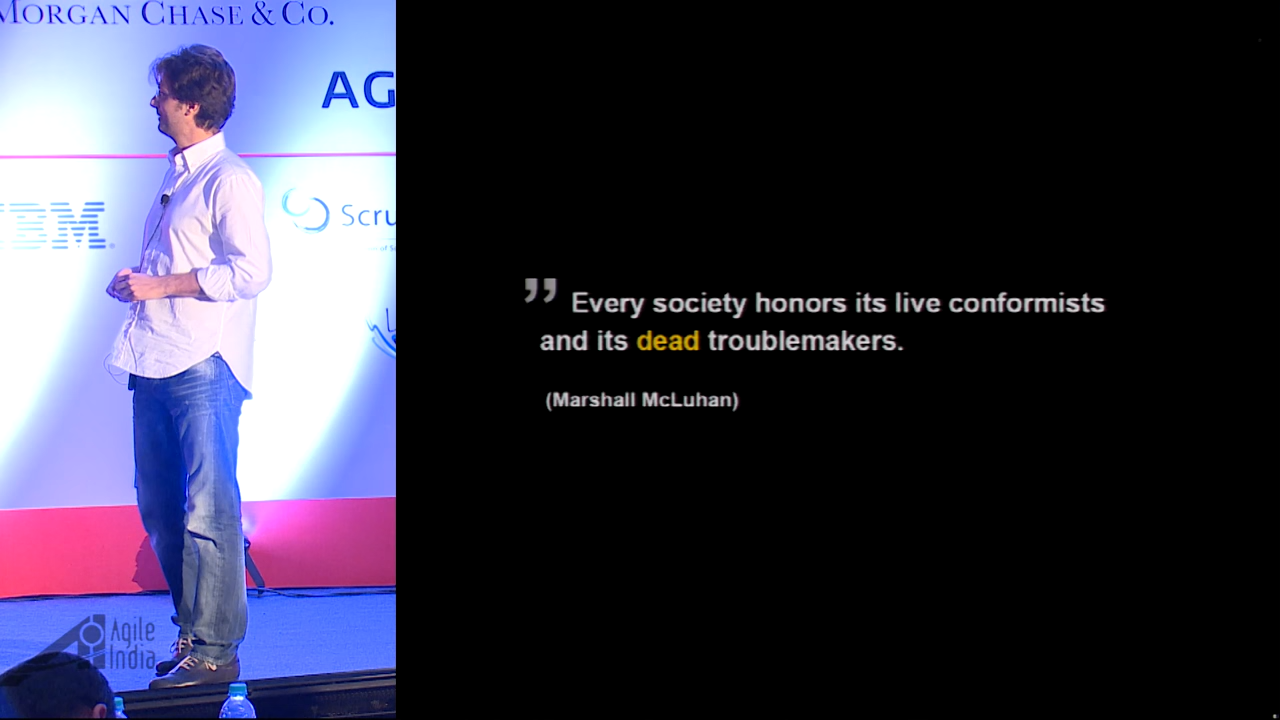 MORGAN CHASE & CO.
AG
IBM
Scru
” Every society honors its live conformists
and its dead troublemakers.
(Marshall McLuhan)
Agile
India